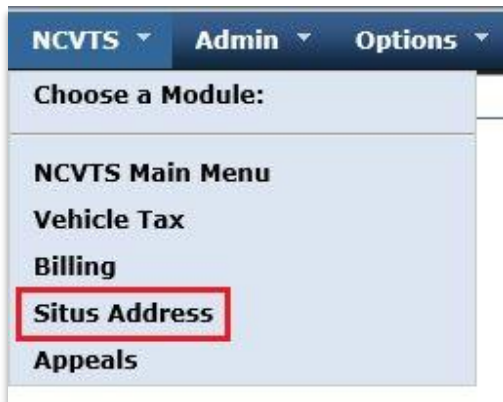 NCVTS Admin Options
Choose a Module:
NCVTS Main Menu
Vehicle Tax
Billing
Situs Address
Appeals